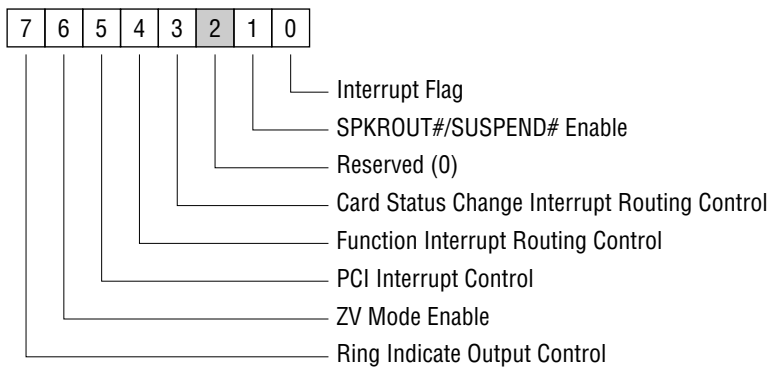 7 6 5 4 3 2 1 0
Interrupt Flag
SPKROUT#/SUSPEND# Enable
Reserved (0)
Card Status Change Interrupt Routing Control
Function Interrupt Routing Control
PCI Interrupt Control
ZV Mode Enable
Ring Indicate Output Control